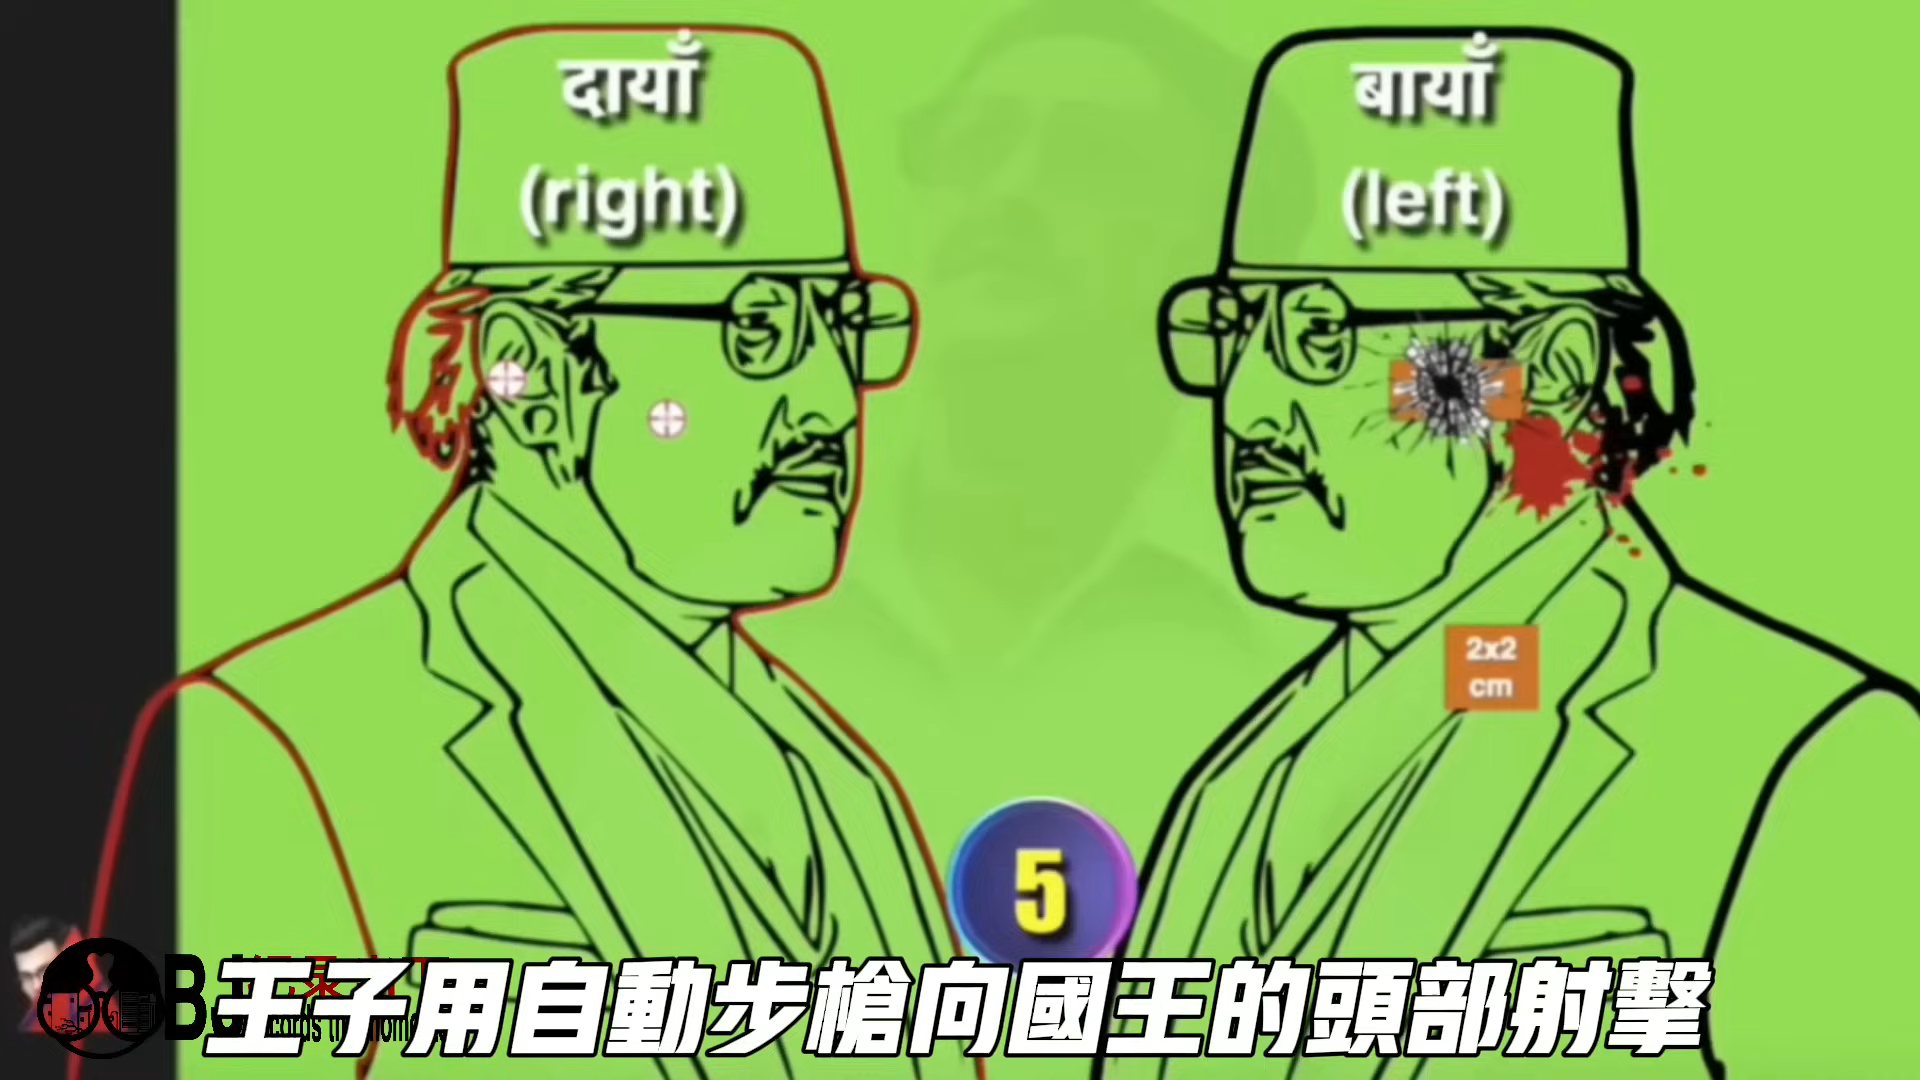 दायाँ
(right)
बायाँ
(left)
2x2
cm
5
王子用自動步槍向國王的頭部射擊